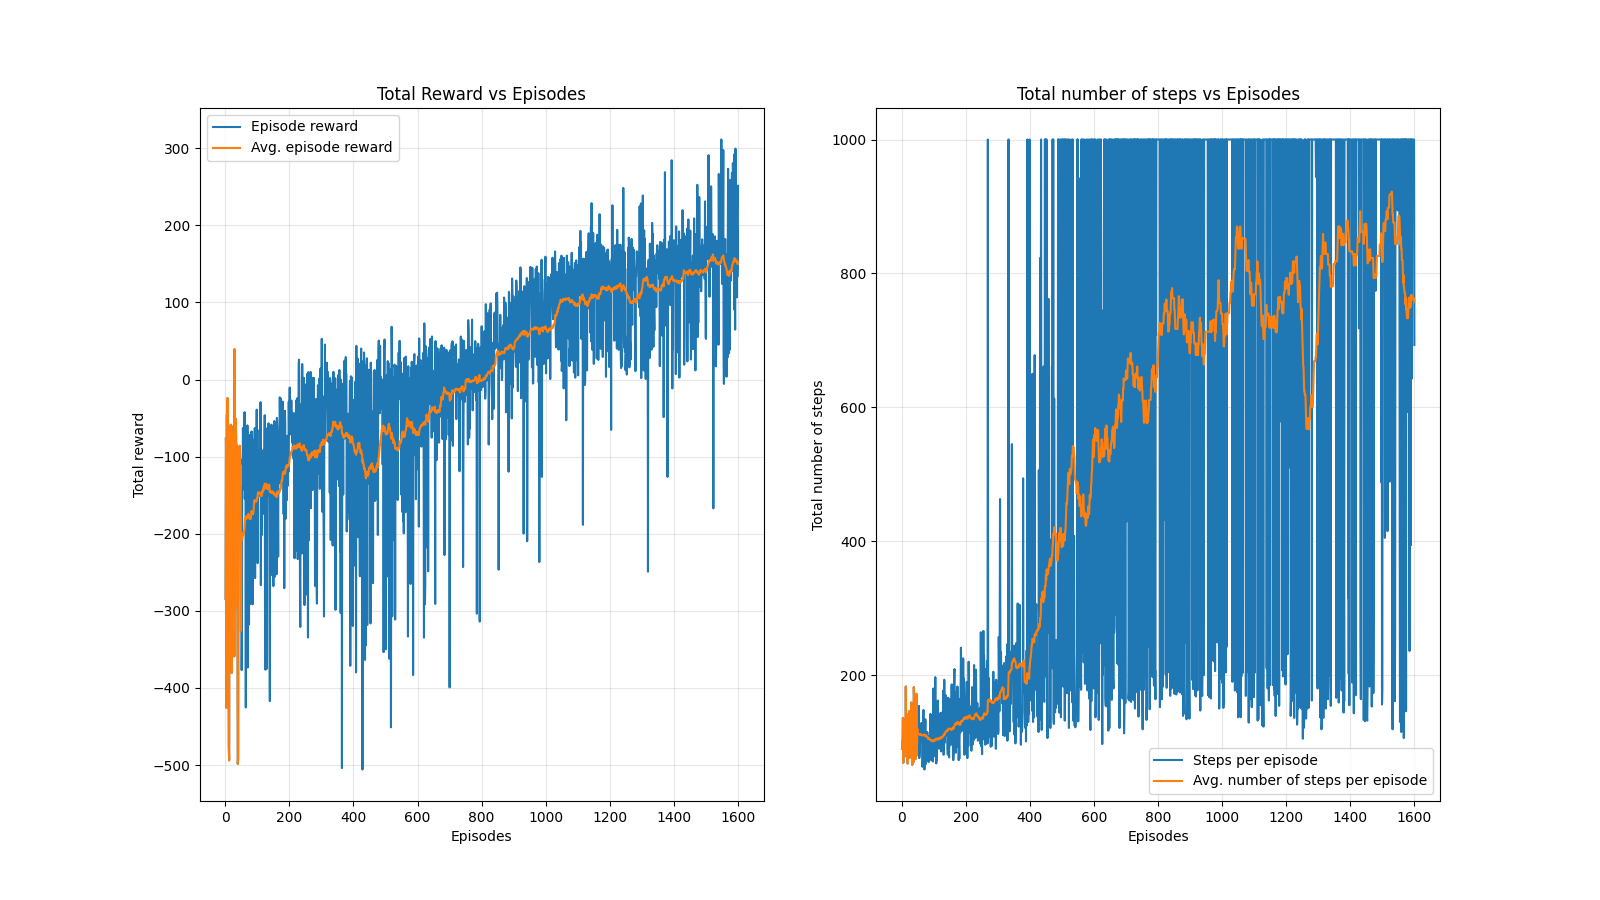 Total Reward vs Episodes
Episode reward
Avg. episode reward
300
200
100
0
−100
−200
−300
−400
−500
Total reward
0 200 400 600 800 1000 1200 1400 1600
Episodes
Total number of steps vs Episodes
1000
800
600
400
200
Total number of steps
Steps per episode
Avg. number of steps per episode
0 200 400 600 800 1000 1200 1400 1600
Episodes